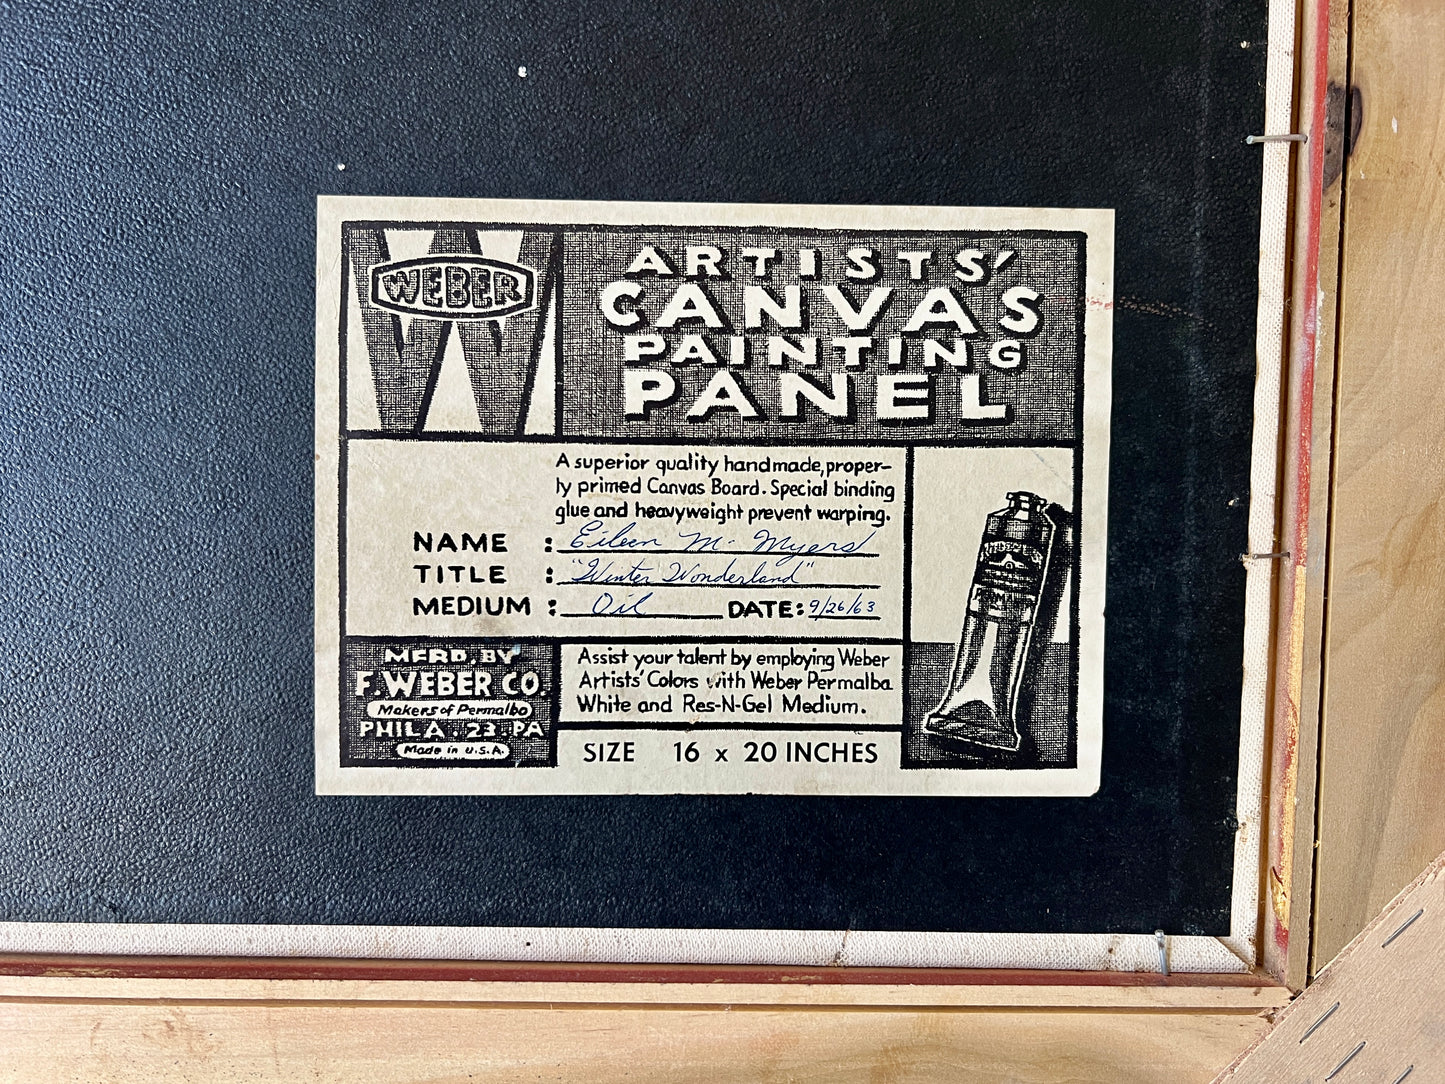 WEBER
ARTISTS'
CANVAS
PAINTING
PANEL
A superior quality handmade, proper-
ly primed Canvas Board. Special binding
glue and heavyweight prevent warping.
NAME : Eileen M. Myers
TITLE : "Winter Wonderland"
MEDIUM : Oil DATE: 9/26/63
MFRD. BY
F. WEBER CO.
Makers of Permalba
PHILA. 23. PA
Made in U.S.A.
Assist your talent by employing Weber
Artists' Colors with Weber Permalba
White and Res-N-Gel Medium.
SIZE 16 x 20 INCHES